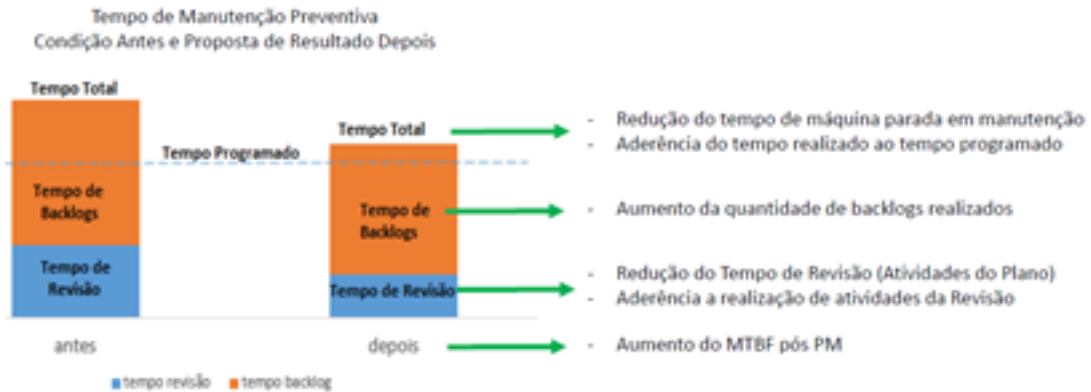 Tempo de Manutenção Preventiva
Condição Antes e Proposta de Resultado Depois
Tempo Total
Tempo Programado
Tempo de
Backlogs
Tempo de
Revisão
antes
Tempo Total
Tempo de
Backlogs
Tempo de Revisão
depois
- Redução do tempo de máquina parada em manutenção
- Aderência do tempo realizado ao tempo programado
- Aumento da quantidade de backlogs realizados
- Redução do Tempo de Revisão (Atividades do Plano)
- Aderência a realização de atividades da Revisão
- Aumento do MTBF pós PM
tempo revisão
tempo backlog